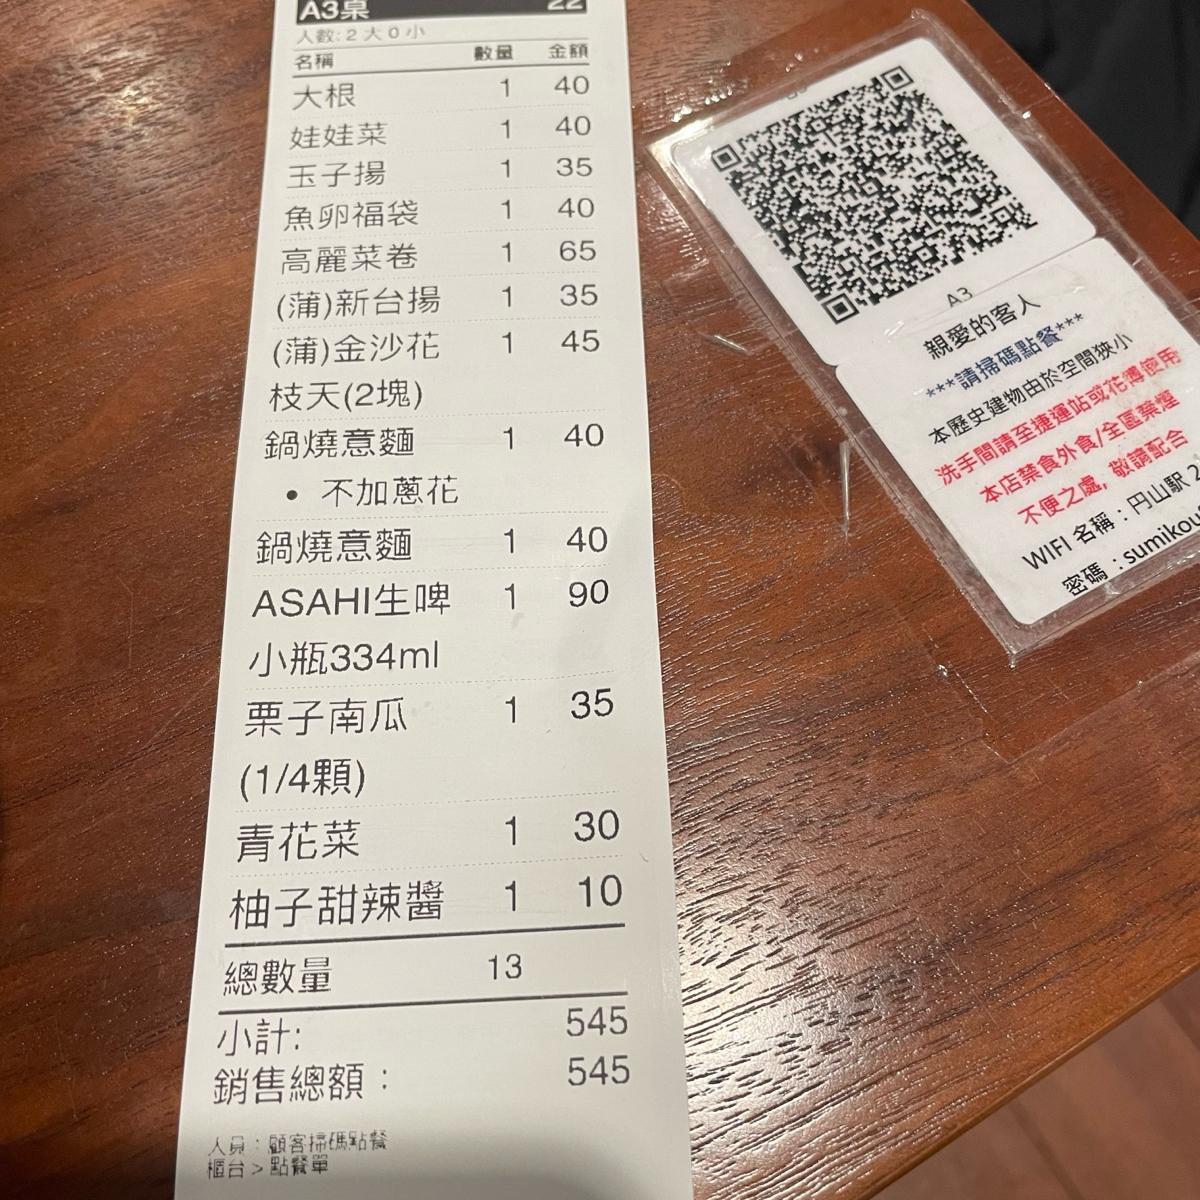 A3桌 22
人數: 2 大 0 小
名稱 數量 金額
大根 1 40
娃娃菜 1 40
玉子揚 1 35
魚卵福袋 1 40
高麗菜卷 1 65
(蒲)新台揚 1 35
(蒲)金沙花 1 45
枝天(2塊)
鍋燒意麵 1 40
• 不加蔥花
鍋燒意麵 1 40
ASAHI生啤 1 90
小瓶334ml
栗子南瓜 1 35
(1/4顆)
青花菜 1 30
柚子甜辣醬 1 10
總數量 13
小計: 545
銷售總額： 545
人員：顧客掃碼點餐
櫃台 > 點餐單
A3
親愛的客人
***請掃碼點餐***
本歷史建物由於空間狹小
洗手間請至捷運站或花博使用
本店禁食外食/全區禁煙
不便之處, 敬請配合
WIFI 名稱：円山駅 2
密碼：sumikou